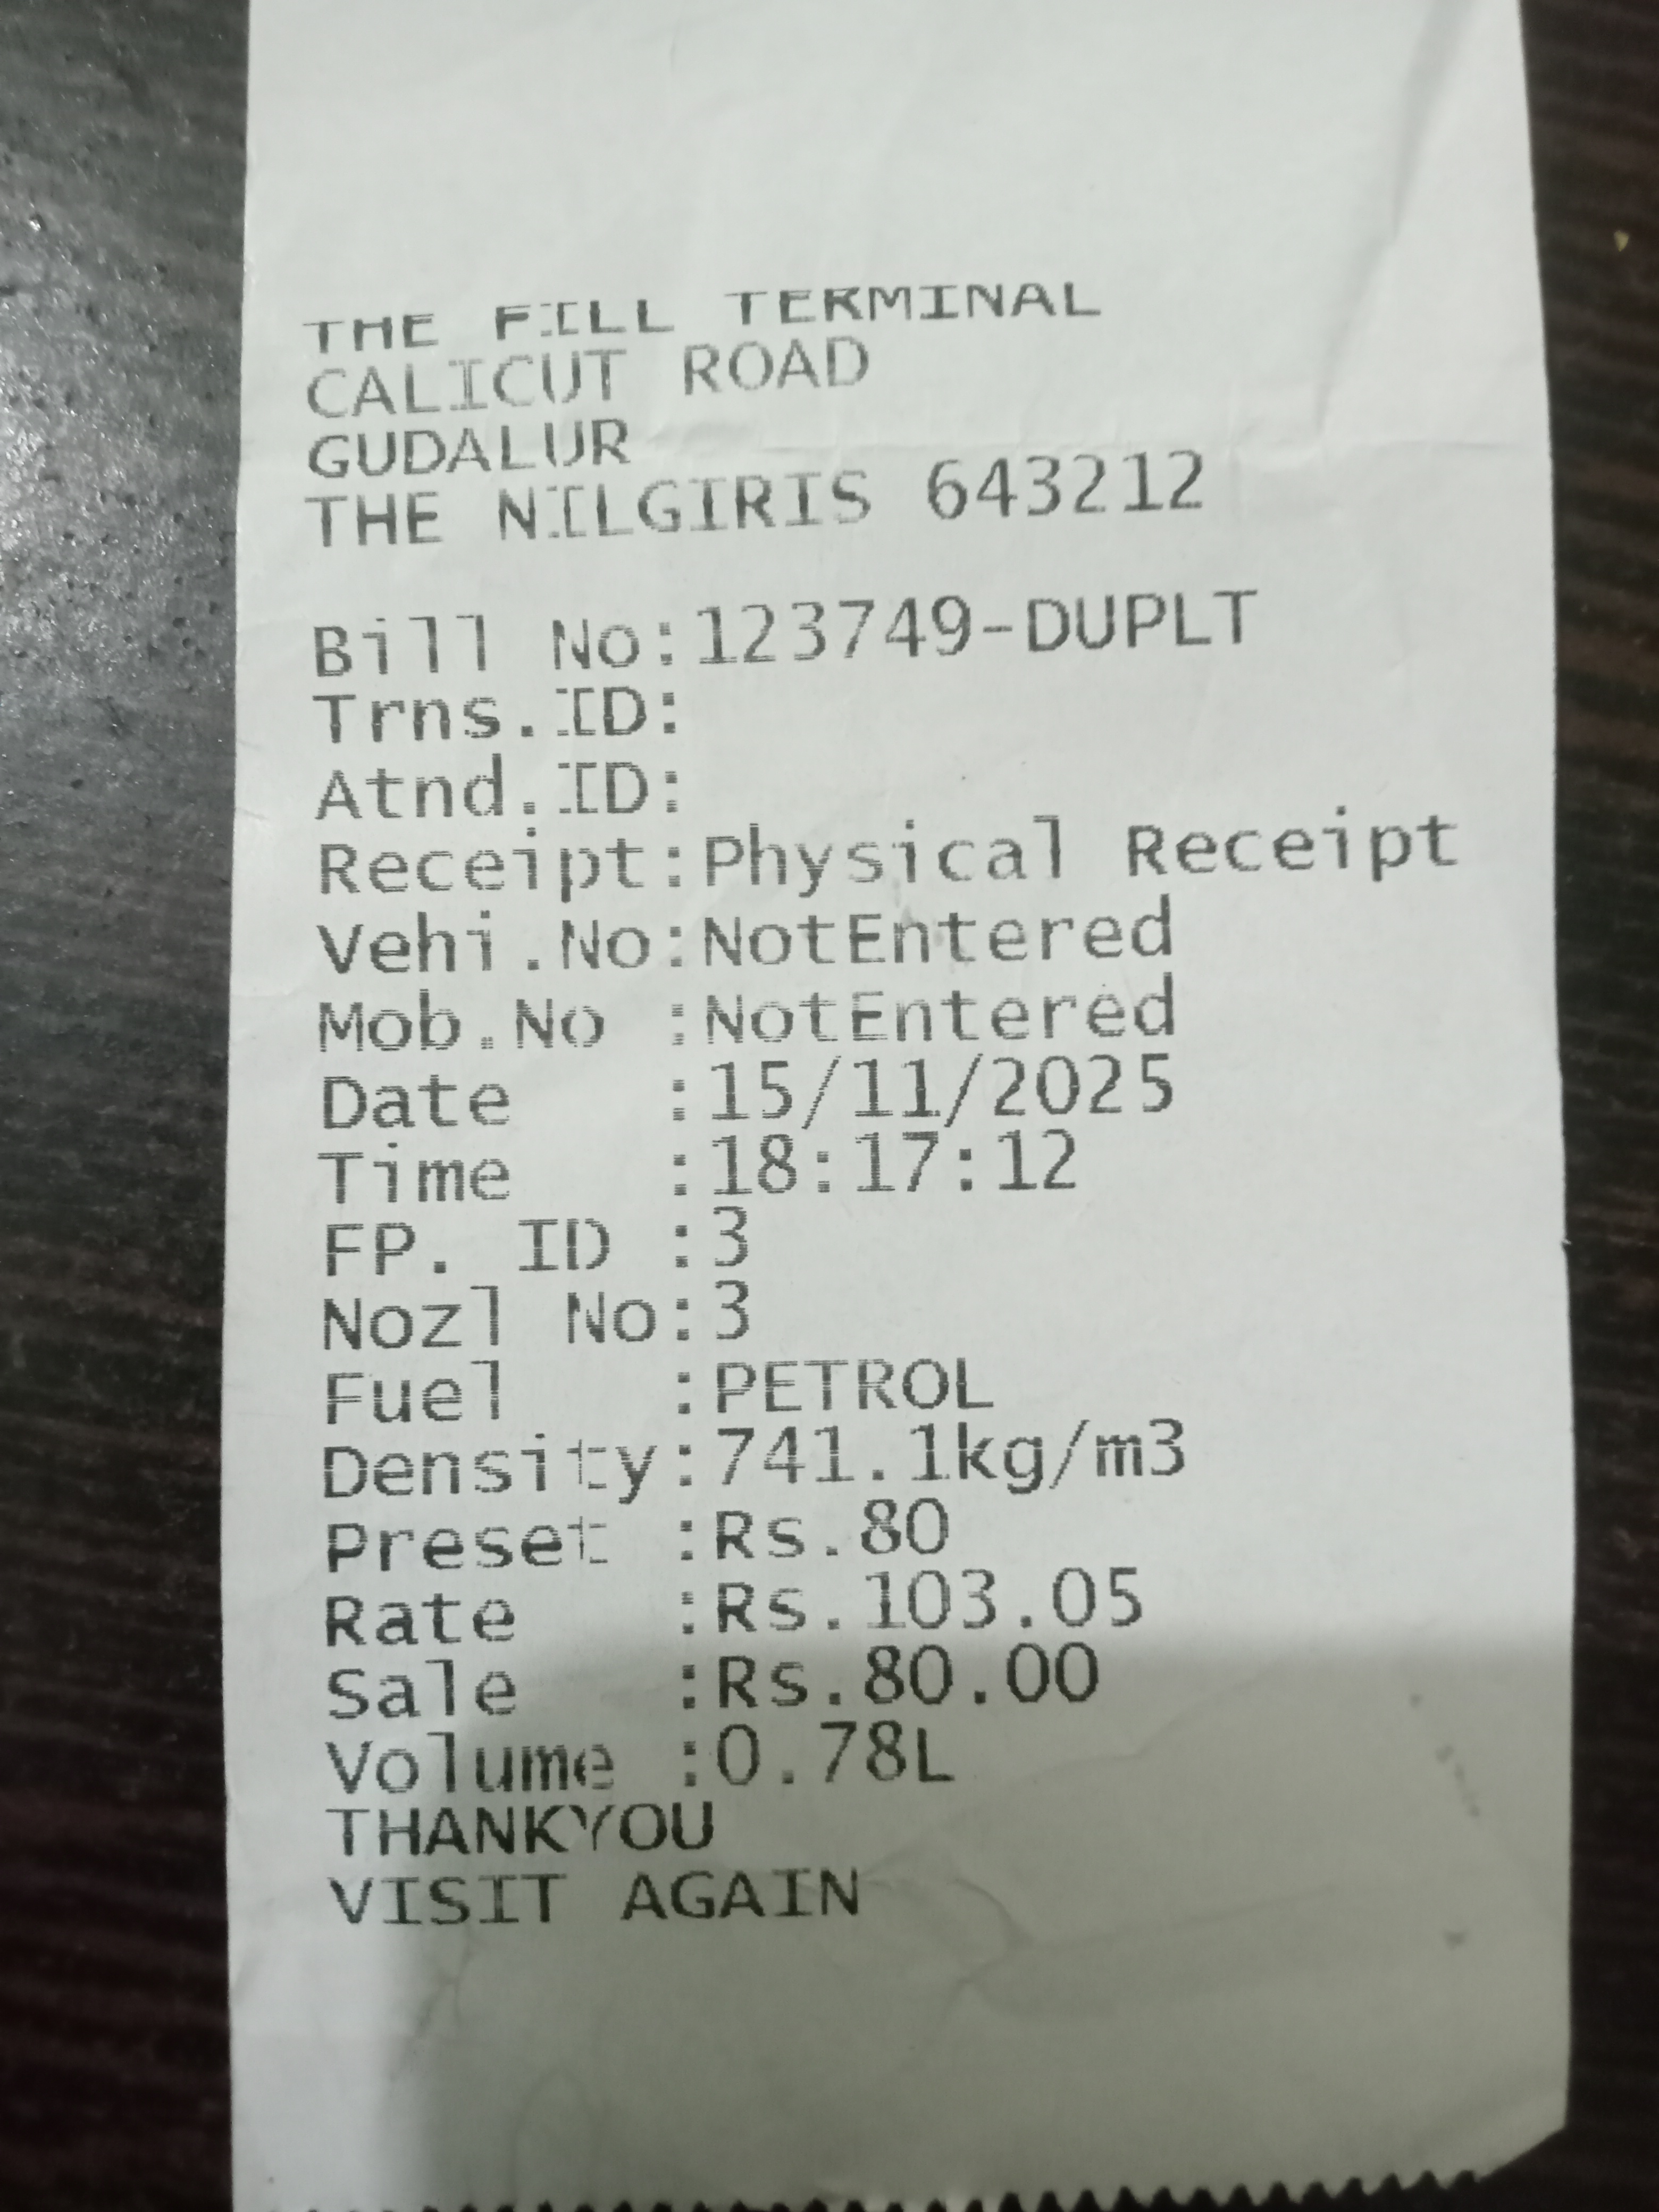 THE FILL TERMINAL
CALICUT ROAD
GUDALUR
THE NILGIRIS 643212
Bill No:123749-DUPLT
Trns.ID:
Atnd.ID:
Receipt:Physical Receipt
Vehi.No:NotEntered
Mob.No :NotEntered
Date :15/11/2025
Time :18:17:12
FP. ID :3
Nozl No:3
Fuel :PETROL
Density:741.1kg/m3
Preset :Rs.80
Rate :Rs.103.05
Sale :Rs.80.00
Volume :0.78L
THANKYOU
VISIT AGAIN